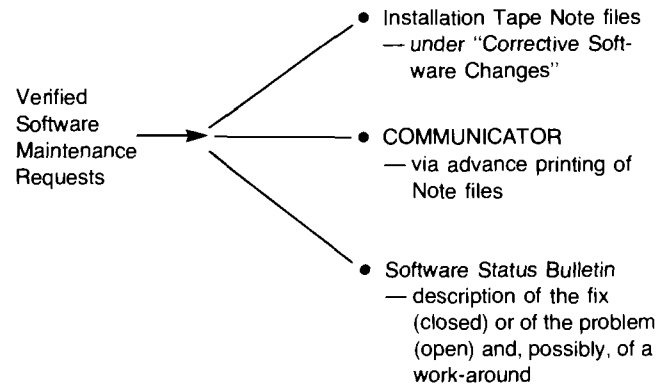 Verified
Software
Maintenance
Requests
● Installation Tape Note files
— under “Corrective Soft-
ware Changes”
● COMMUNICATOR
— via advance printing of
Note files
● Software Status Bulletin
— description of the fix
(closed) or of the problem
(open) and, possibly, of a
work-around